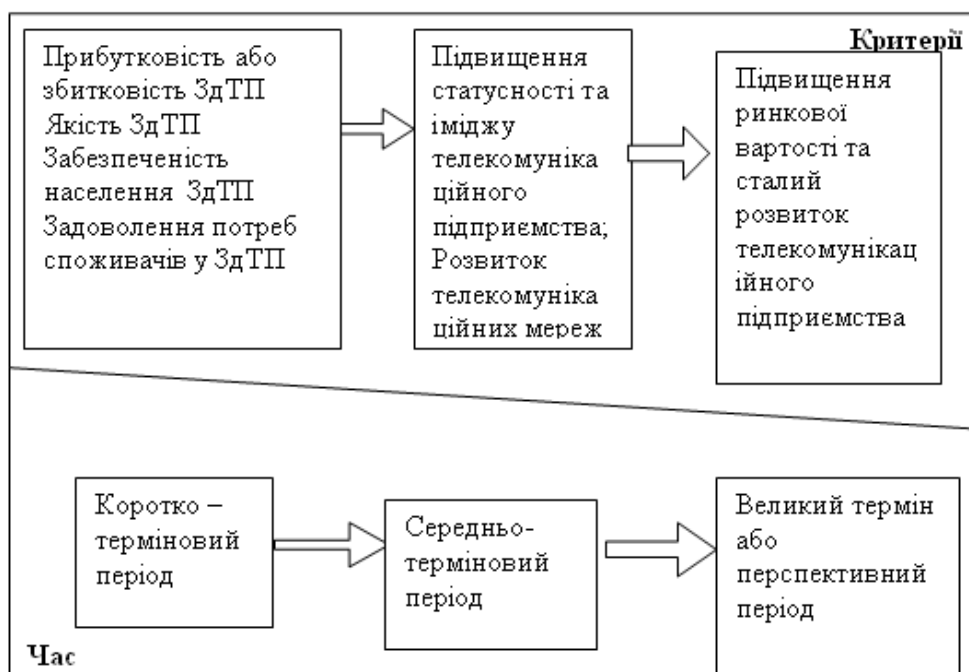 Критерії
Прибутковість або
збитковість ЗдТП
Якість ЗдТП
Забезпеченість
населення ЗдТП
Задоволення потреб
споживачів у ЗдТП
Підвищення
статусності та
іміджу
телекомуніка
ційного
підприємства;
Розвиток
телекомуніка
ційних мереж
Підвищення
ринкової
вартості та
сталий
розвиток
телекомунікац
ійного
підприємства
Коротко –
терміновий
період
Середньо-
терміновий
період
Великий термін
або
перспективний
період
Час